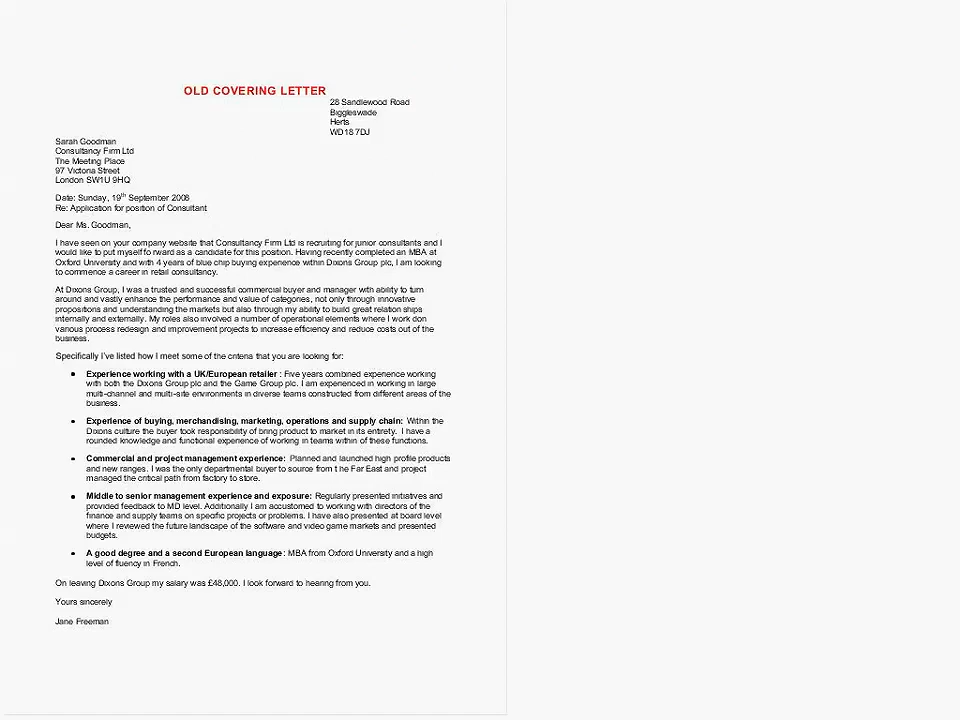 OLD COVERING LETTER
28 Sandlewood Road
Biggleswade
Herts
WD18 7DJ
Sarah Goodman
Consultancy Firm Ltd
The Meeting Place
97 Victoria Street
London SW1U 9HQ
Date: Sunday, 19th September 2008
Re: Application for position of Consultant
Dear Ms. Goodman,
I have seen on your company website that Consultancy Firm Ltd is recruiting for junior consultants and I
would like to put myself fo rward as a candidate for this position. Having recently completed an MBA at
Oxford University and with 4 years of blue chip buying experience within Dixons Group plc, I am looking
to commence a career in retail consultancy.
At Dixons Group, I was a trusted and successful commercial buyer and manager with ability to turn
around and vastly enhance the performance and value of categories, not only through innovative
propositions and understanding the markets but also through my ability to build great relation ships
internally and externally. My roles also involved a number of operational elements where I work don
various process redesign and improvement projects to increase efficiency and reduce costs out of the
business.
Specifically I've listed how I meet some of the criteria that you are looking for:
• Experience working with a UK/European retailer : Five years combined experience working
with both the Dixons Group plc and the Game Group plc. I am experienced in working in large
multi-channel and multi-site environments in diverse teams constructed from different areas of the
business.
• Experience of buying, merchandising, marketing, operations and supply chain: Within the
Dixons culture the buyer took responsibility of bring product to market in its entirety. I have a
rounded knowledge and functional experience of working in teams within of these functions.
• Commercial and project management experience: Planned and launched high profile products
and new ranges. I was the only departmental buyer to source from t he Far East and project
managed the critical path from factory to store.
• Middle to senior management experience and exposure: Regularly presented initiatives and
provided feedback to MD level. Additionally I am accustomed to working with directors of the
finance and supply teams on specific projects or problems. I have also presented at board level
where I reviewed the future landscape of the software and video game markets and presented
budgets.
• A good degree and a second European language: MBA from Oxford University and a high
level of fluency in French.
On leaving Dixons Group my salary was £48,000. I look forward to hearing from you.
Yours sincerely
Jane Freeman